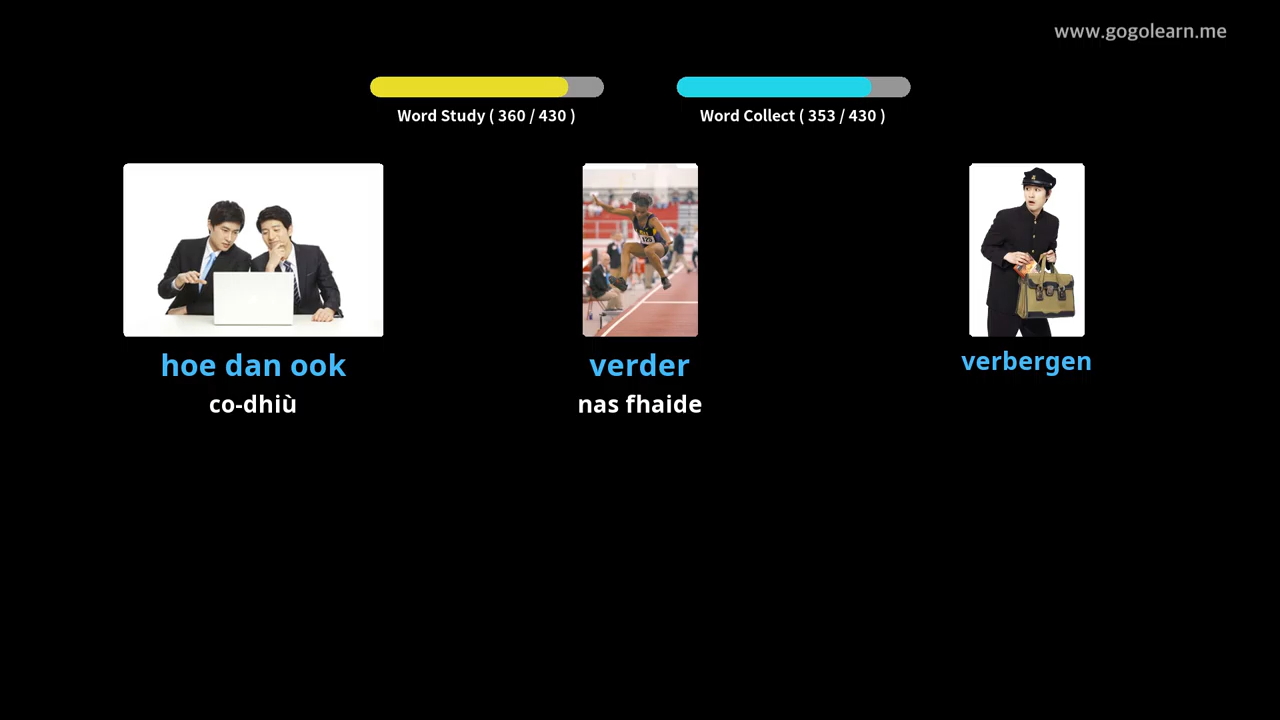 www.gogolearn.me
Word Study ( 360 / 430 )
Word Collect ( 353 / 430 )
hoe dan ook
co-dhiù
verder
nas fhaide
verbergen